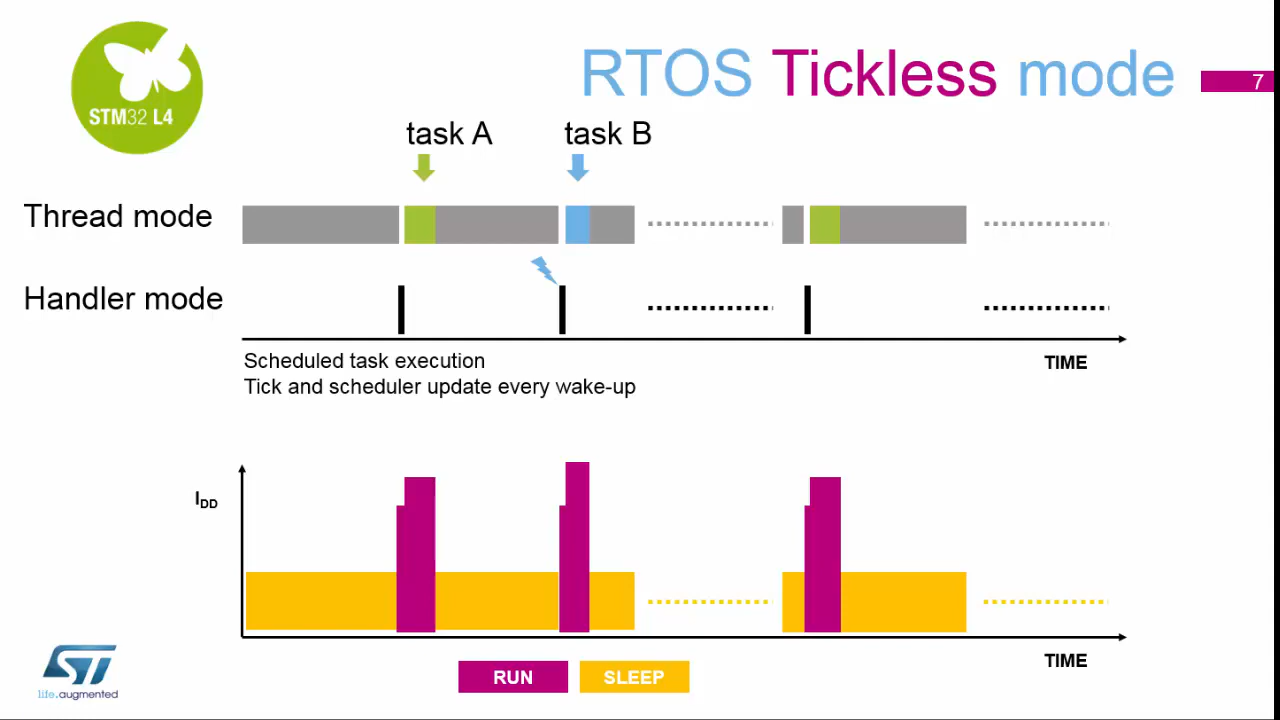 RTOS Tickless mode
7
STM32 L4
task A
task B
Thread mode
Handler mode
TIME
Scheduled task execution
Tick and scheduler update every wake-up
IDD
TIME
RUN
SLEEP
ST
life.augmented